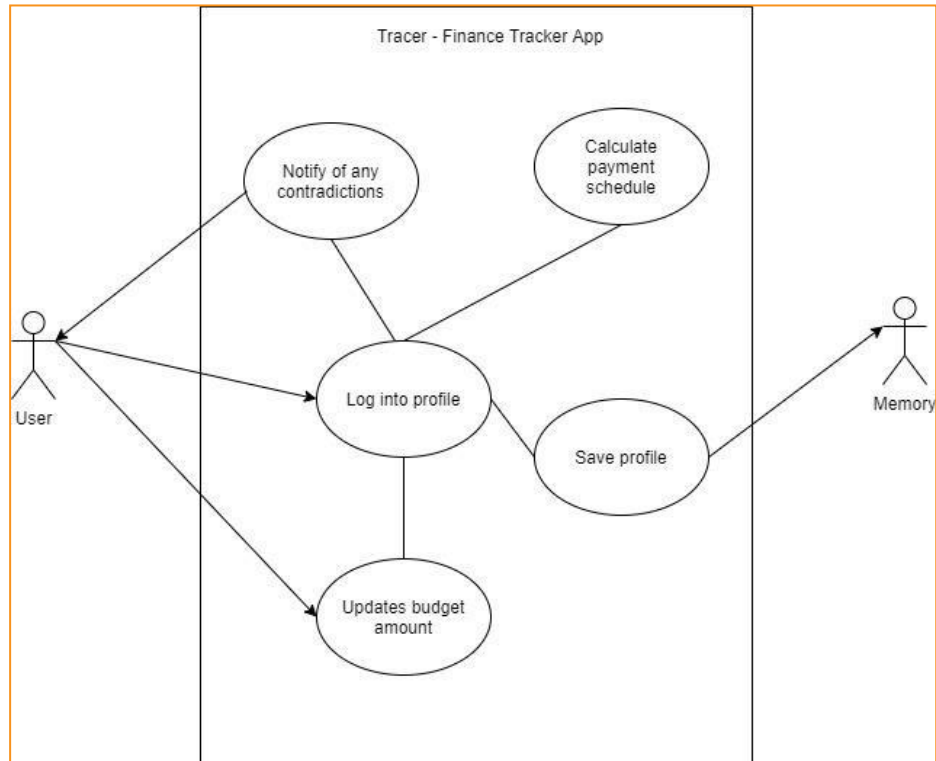 Tracer - Finance Tracker App
Notify of any
contradictions
Calculate
payment
schedule
User
Log into profile
Memory
Save profile
Updates budget
amount